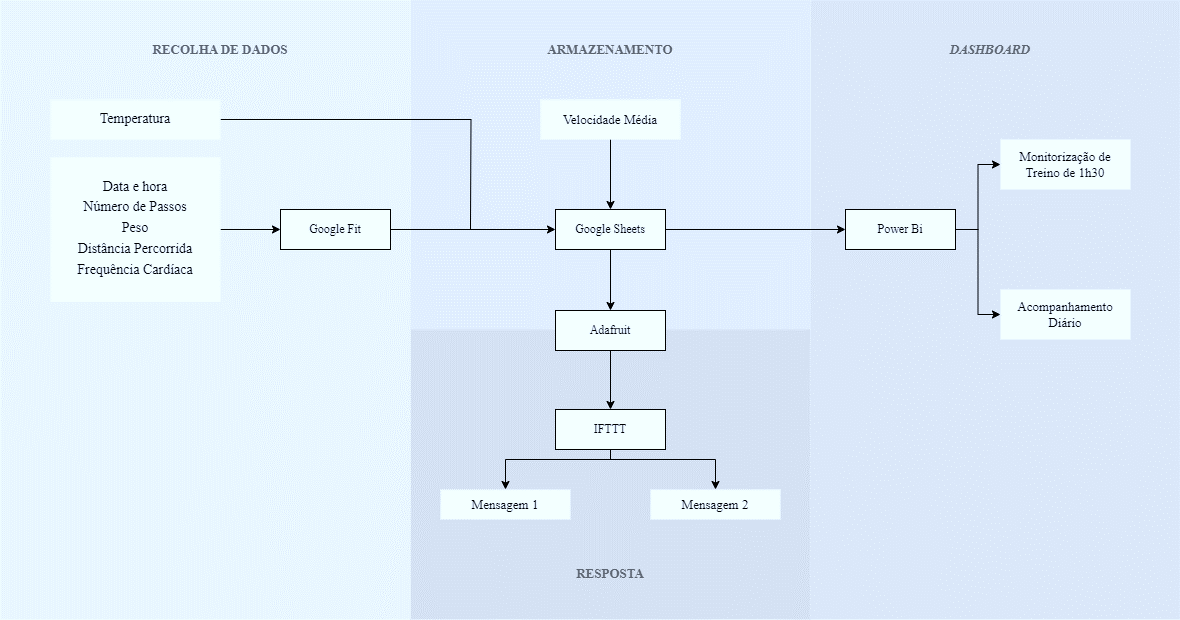 RECOLHA DE DADOS
ARMAZENAMENTO
DASHBOARD
Temperatura
Velocidade Média
Monitorização de
Treino de 1h30
Data e hora
Número de Passos
Peso
Distância Percorrida
Frequência Cardíaca
Google Fit
Google Sheets
Power Bi
Acompanhamento
Diário
Adafruit
IFTTT
Mensagem 1
Mensagem 2
RESPOSTA